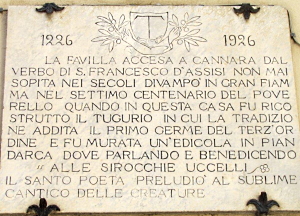 1226 1926
LA FAVILLA ACCESA A CANNARA DAL
VERBO DI S. FRANCESCO D'ASSISI NON MAI
SOPITA NEI SECOLI DIVAMPÒ IN GRAN FIAM
MA NEL SETTIMO CENTENARIO DEL POVE
RELLO QUANDO IN QUESTA CASA FU RICO
STRUTTO IL TUGURIO IN CUI LA TRADIZIO
NE ADDITA IL PRIMO GERME DEL TERZ'OR
DINE E FU MURATA UN'EDICOLA IN PIAN
DARCA DOVE PARLANDO E BENEDICENDO
"ALLE SIROCCHIE UCCELLI"
IL SANTO POETA PRELUDIÒ AL SUBLIME
CANTICO DELLE CREATURE